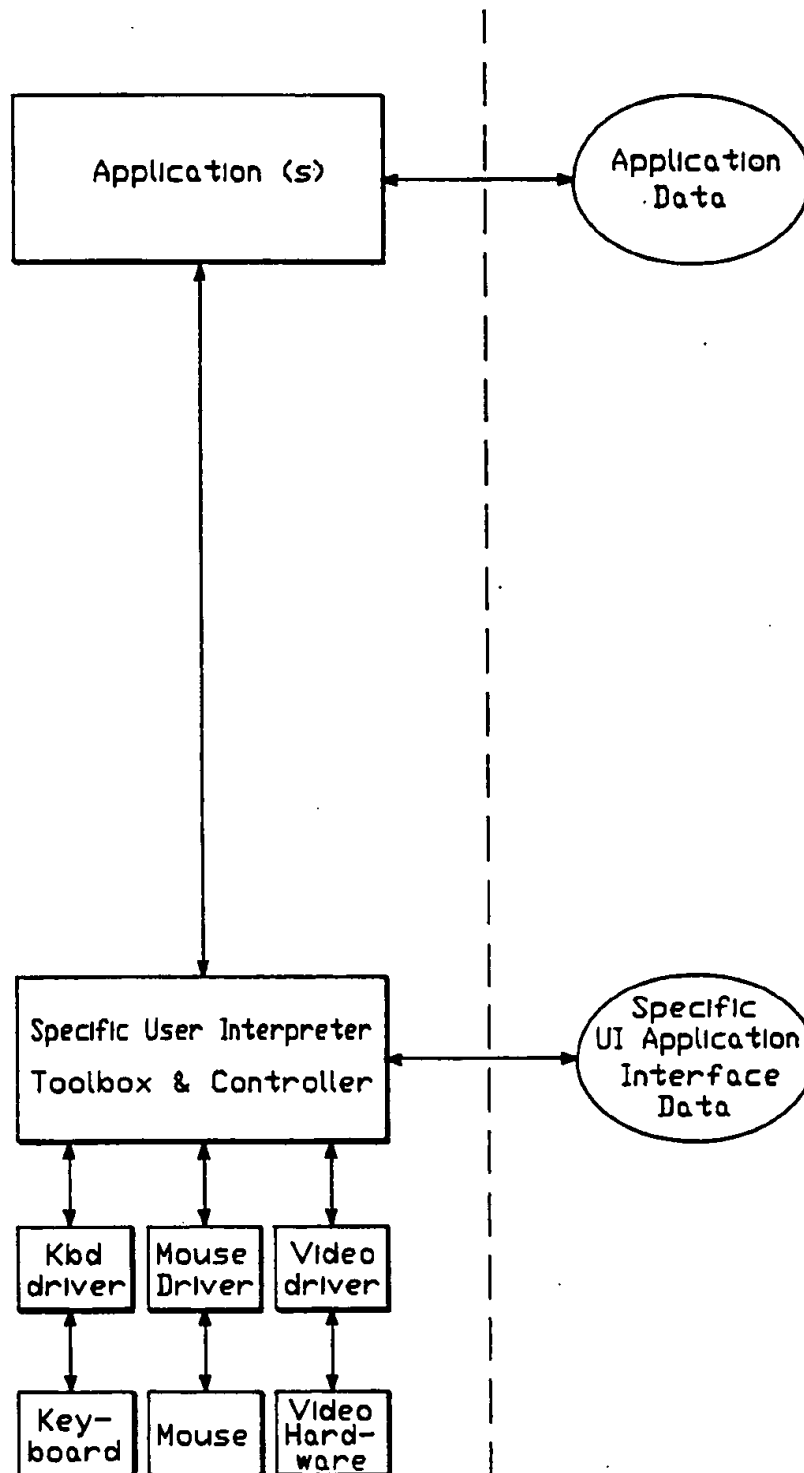 Application (s)
Application
Data
Specific User Interpreter
Toolbox & Controller
Specific
UI Application
Interface
Data
Kbd
driver
Mouse
Driver
Video
driver
Key-
board
Mouse
Video
Hard-
ware